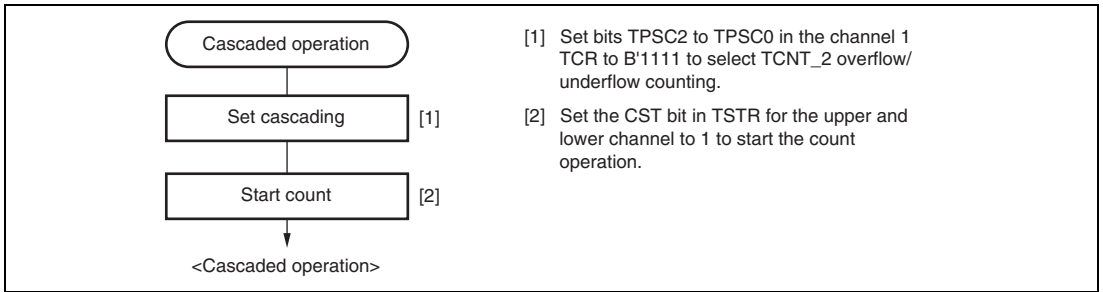 Cascaded operation
Set cascading
[1]
Start count
[2]
<Cascaded operation>
[1] Set bits TPSC2 to TPSC0 in the channel 1
TCR to B'1111 to select TCNT_2 overflow/
underflow counting.
[2] Set the CST bit in TSTR for the upper and
lower channel to 1 to start the count
operation.